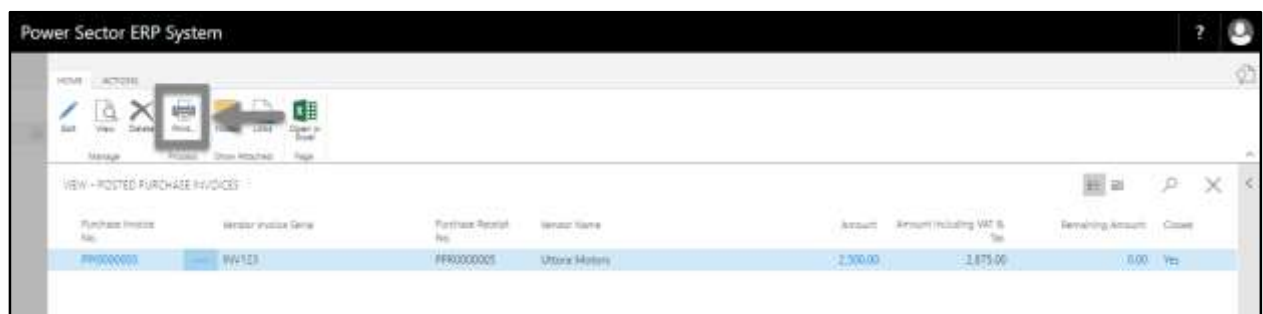 Power Sector ERP System
?
HOME ACTIONS
Edit View Delete Print... Notes Links Open in
Excel
Manage Process Show Attached Page
VIEW - POSTED PURCHASE INVOICES
Purchase Invoice Vendor Invoice Serial Purchase Receipt Vendor Name Amount Amount Including VAT & Remaining Amount Closed
No. No. Tax
INV123 PPR0000005 Uttora Motors 2,500.00 2,875.00 0.00 Yes